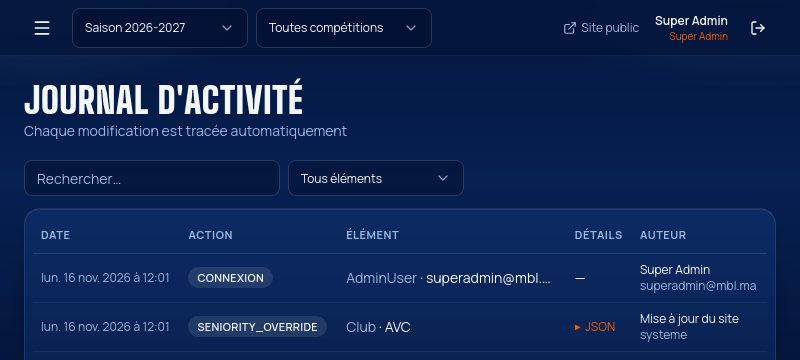 Saison 2026-2027
Toutes compétitions
Site public
Super Admin
Super Admin
JOURNAL D'ACTIVITÉ
Chaque modification est tracée automatiquement
Rechercher…
Tous éléments
DATE ACTION ÉLÉMENT DÉTAILS AUTEUR
lun. 16 nov. 2026 à 12:01 CONNEXION AdminUser · superadmin@mbl.… — Super Admin
superadmin@mbl.ma
lun. 16 nov. 2026 à 12:01 SENIORITY_OVERRIDE Club · AVC ▸ JSON Mise à jour du site
systeme